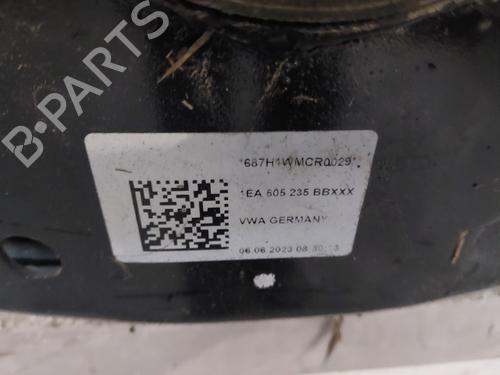 B-PARTS
*687H1WMCR0029*
1EA 505 235 BBXXX
VWA GERMANY
06.06.2023 08:30:13